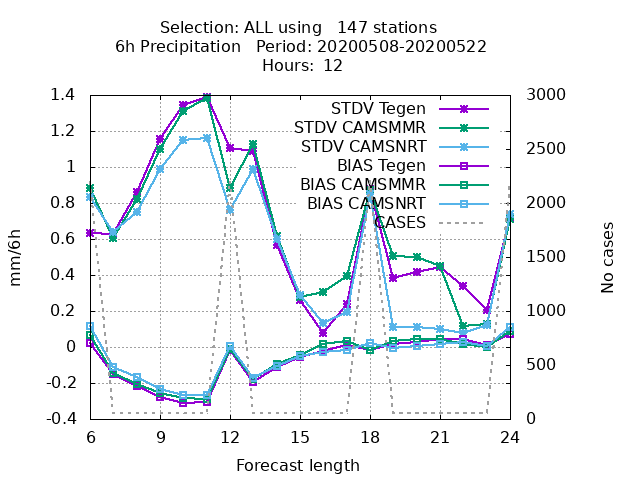 Selection: ALL using   147 stations
6h Precipitation   Period: 20200508-20200522
Hours: 12
STDV Tegen
STDV CAMSMMR
STDV CAMSNRT
BIAS Tegen
BIAS CAMSMMR
BIAS CAMSNRT
CASES
1.4
1.2
1
0.8
0.6
0.4
0.2
0
-0.2
-0.4
mm/6h
3000
2500
2000
1500
1000
500
0
No cases
6 9 12 15 18 21 24
Forecast length